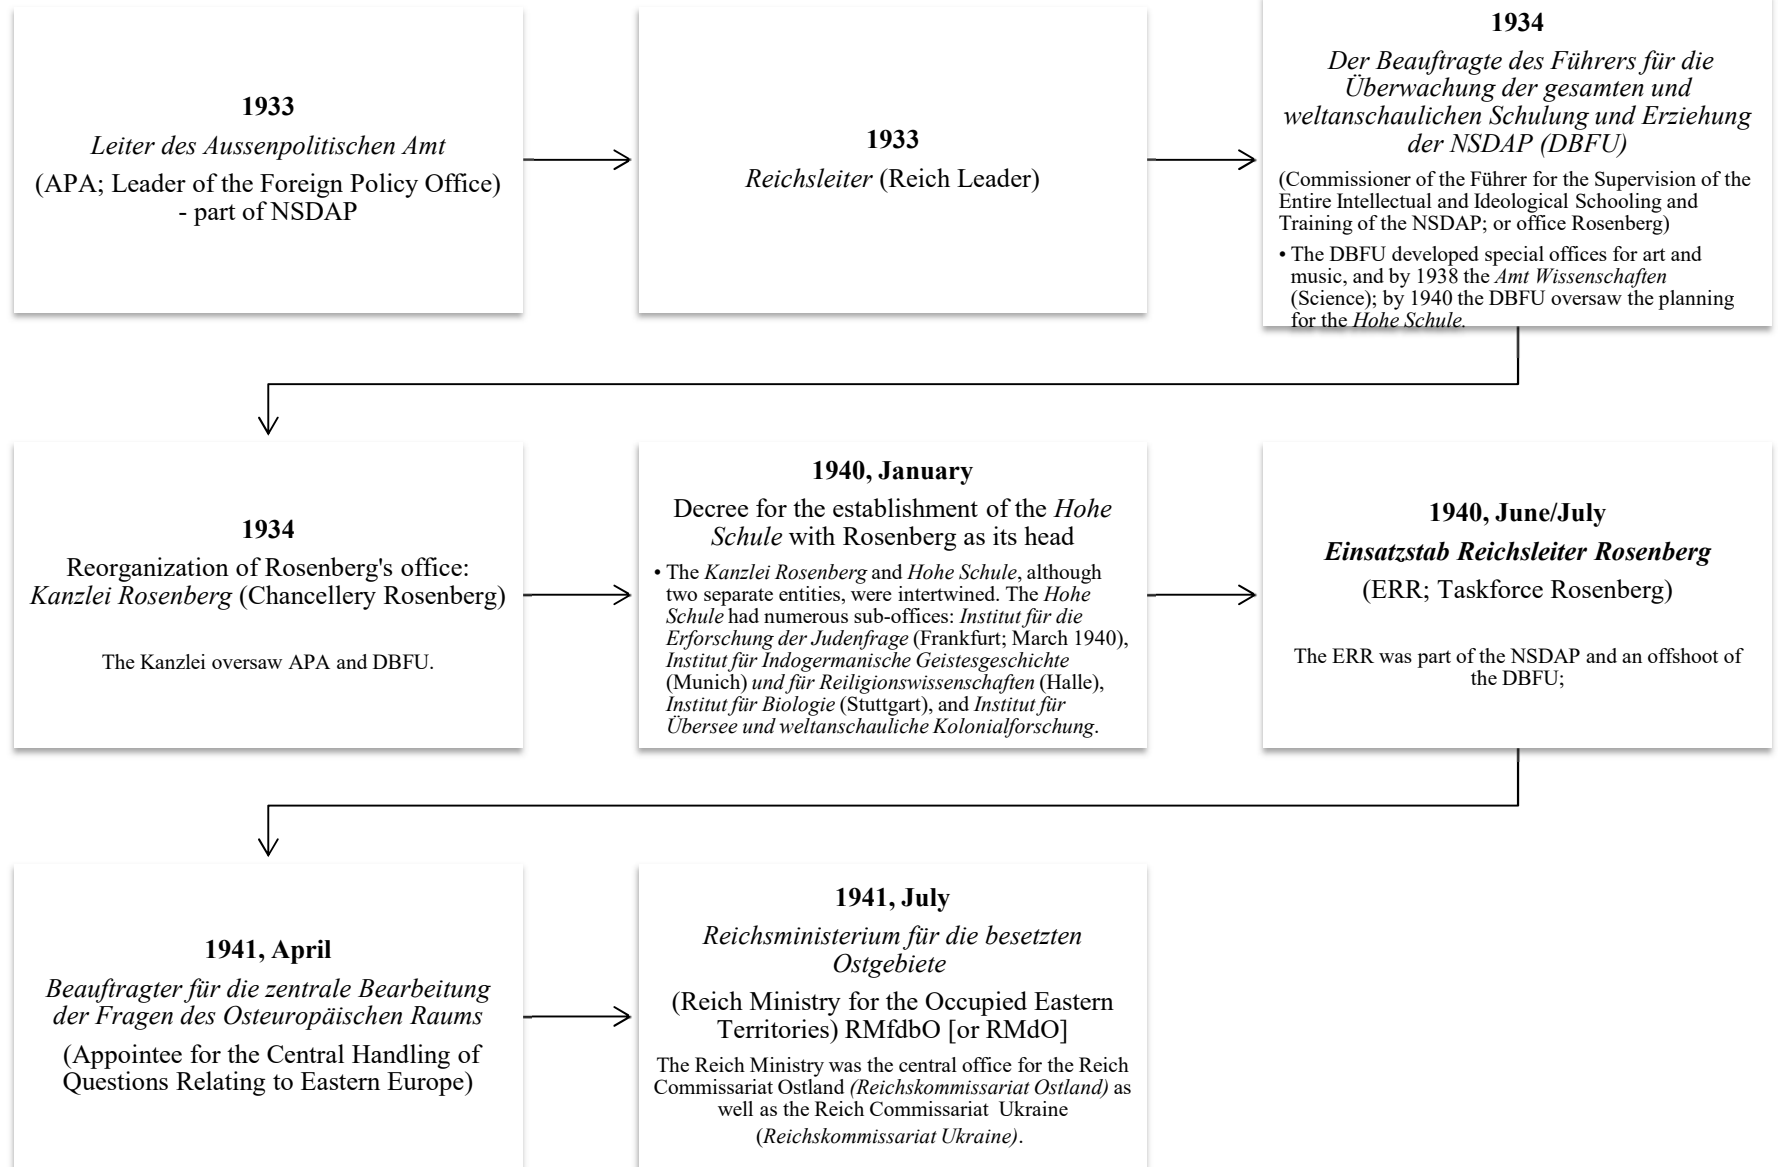 1933
Leiter des Aussenpolitischen Amt
(APA; Leader of the Foreign Policy Office)
- part of NSDAP
1933
Reichsleiter (Reich Leader)
1934
Der Beauftragte des Führers für die
Überwachung der gesamten und
weltanschaulichen Schulung und Erziehung
der NSDAP (DBFU)
(Commissioner of the Führer for the Supervision of the
Entire Intellectual and Ideological Schooling and
Training of the NSDAP; or office Rosenberg)
• The DBFU developed special offices for art and
music, and by 1938 the Amt Wissenschaften
(Science); by 1940 the DBFU oversaw the planning
for the Hohe Schule.
1934
Reorganization of Rosenberg's office:
Kanzlei Rosenberg (Chancellery Rosenberg)
The Kanzlei oversaw APA and DBFU.
1940, January
Decree for the establishment of the Hohe
Schule with Rosenberg as its head
• The Kanzlei Rosenberg and Hohe Schule, although
two separate entities, were intertwined. The Hohe
Schule had numerous sub-offices: Institut für die
Erforschung der Judenfrage (Frankfurt; March 1940),
Institut für Indogermanische Geistesgeschichte
(Munich) und für Reiligionswissenschaften (Halle),
Institut für Biologie (Stuttgart), and Institut für
Übersee und weltanschauliche Kolonialforschung.
1940, June/July
Einsatzstab Reichsleiter Rosenberg
(ERR; Taskforce Rosenberg)
The ERR was part of the NSDAP and an offshoot of
the DBFU;
1941, April
Beauftragter für die zentrale Bearbeitung
der Fragen des Osteuropäischen Raums
(Appointee for the Central Handling of
Questions Relating to Eastern Europe)
1941, July
Reichsministerium für die besetzten
Ostgebiete
(Reich Ministry for the Occupied Eastern
Territories) RMfdbO [or RMdO]
The Reich Ministry was the central office for the Reich
Commissariat Ostland (Reichskommissariat Ostland) as
well as the Reich Commissariat Ukraine
(Reichskommissariat Ukraine).